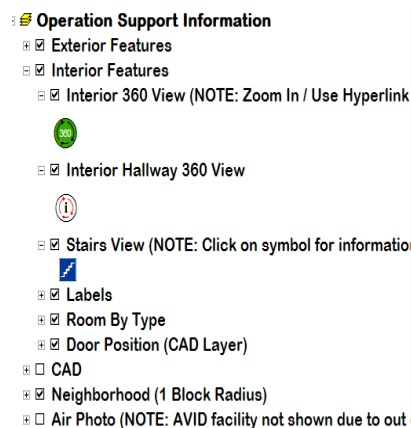 Operation Support Information
Exterior Features
Interior Features
Interior 360 View (NOTE: Zoom In / Use Hyperlink
360
Interior Hallway 360 View
i
Stairs View (NOTE: Click on symbol for informatio
Labels
Room By Type
Door Position (CAD Layer)
CAD
Neighborhood (1 Block Radius)
Air Photo (NOTE: AVID facility not shown due to out